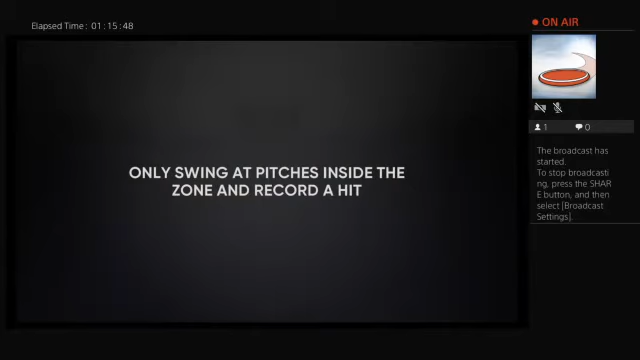 Elapsed Time : 01:15:48
ON AIR
1 0
ONLY SWING AT PITCHES INSIDE THE
ZONE AND RECORD A HIT
The broadcast has
started.
To stop broadcasti
ng, press the SHAR
E button, and then
select [Broadcast
Settings].